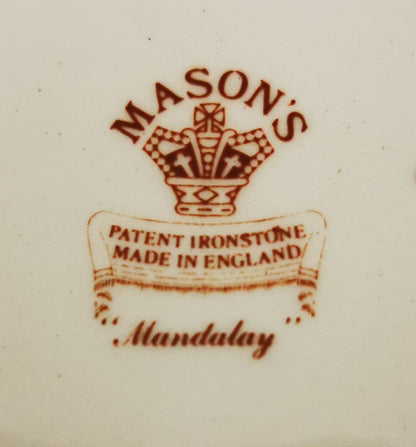 MASON'S
PATENT IRONSTONE
MADE IN ENGLAND
"Mandalay"